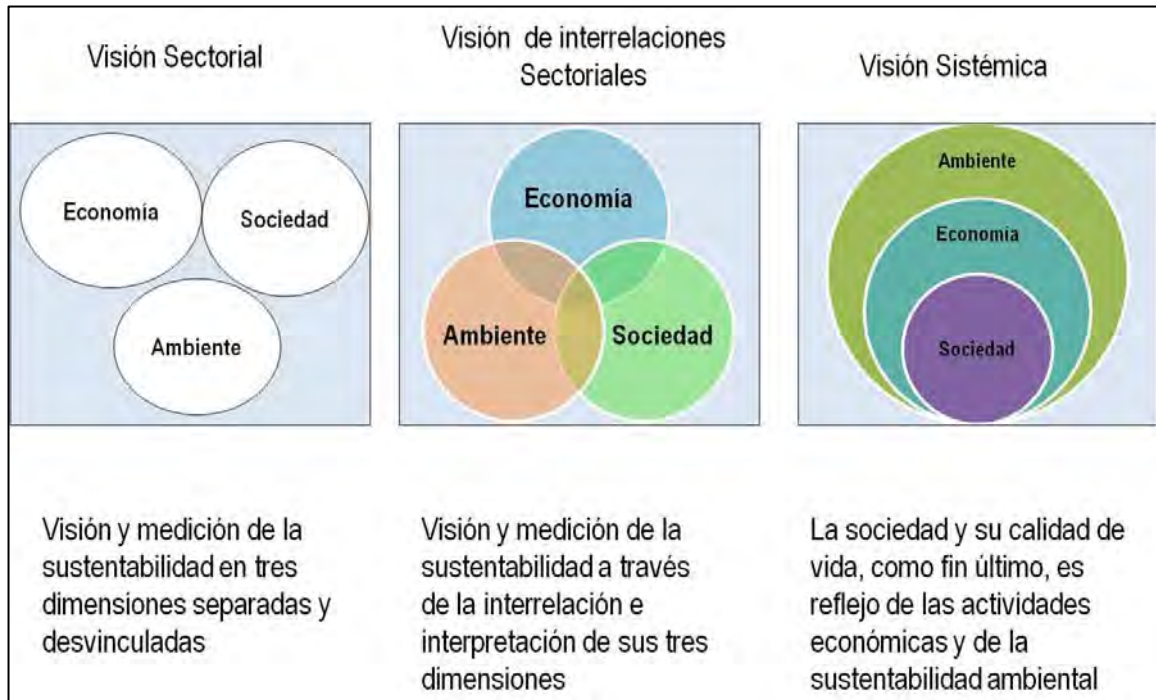 Visión Sectorial
Economía
Sociedad
Ambiente
Visión y medición de la
sustentabilidad en tres
dimensiones separadas y
desvinculadas
Visión de interrelaciones
Sectoriales
Economía
Ambiente
Sociedad
Visión y medición de la
sustentabilidad a través
de la interrelación e
interpretación de sus tres
dimensiones
Visión Sistémica
Ambiente
Economía
Sociedad
La sociedad y su calidad de
vida, como fin último, es
reflejo de las actividades
económicas y de la
sustentabilidad ambiental